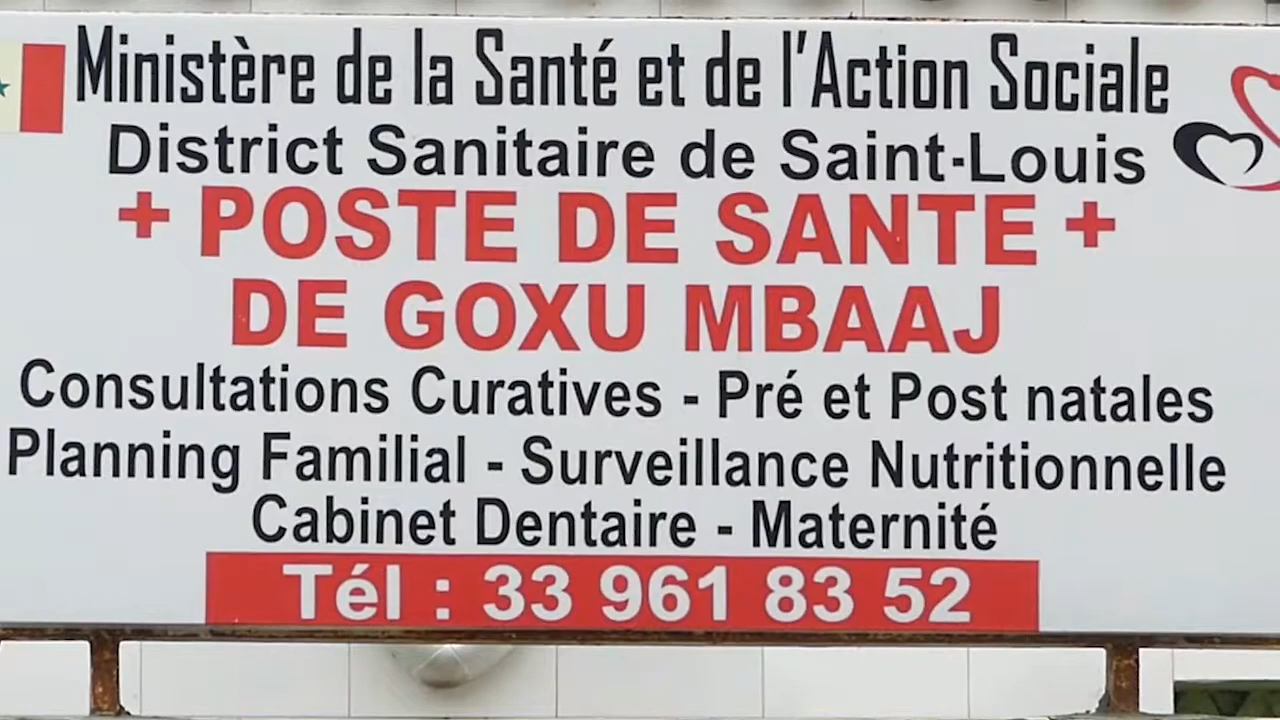 Ministère de la Santé et de l'Action Sociale
District Sanitaire de Saint-Louis
+ POSTE DE SANTE +
DE GOXU MBAAJ
Consultations Curatives - Pré et Post natales
Planning Familial - Surveillance Nutritionnelle
Cabinet Dentaire - Maternité
Tél : 33 961 83 52